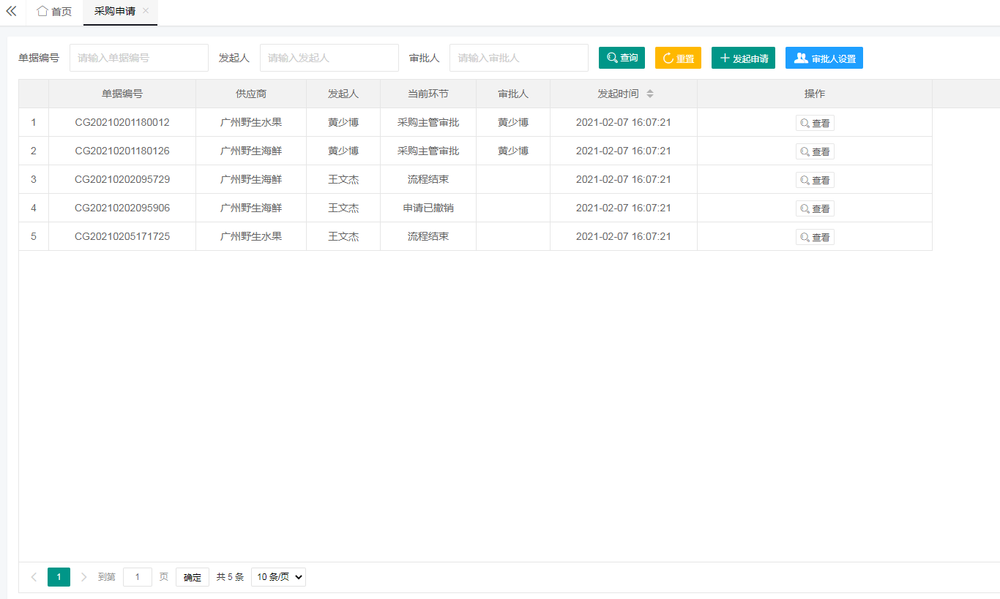 首页 采购申请
单据编号 请输入单据编号 发起人 请输入发起人 审批人 请输入审批人 查询 重置 发起申请 审批人设置
单据编号 供应商 发起人 当前环节 审批人 发起时间 操作
1 CG20210201180012 广州野生水果 黄少博 采购主管审批 黄少博 2021-02-07 16:07:21 查看
2 CG20210201180126 广州野生海鲜 黄少博 采购主管审批 黄少博 2021-02-07 16:07:21 查看
3 CG20210202095729 广州野生海鲜 王文杰 流程结束 2021-02-07 16:07:21 查看
4 CG20210202095906 广州野生海鲜 王文杰 申请已撤销 2021-02-07 16:07:21 查看
5 CG20210205171725 广州野生水果 王文杰 流程结束 2021-02-07 16:07:21 查看
1 到第 1 页 确定 共 5 条 10 条/页